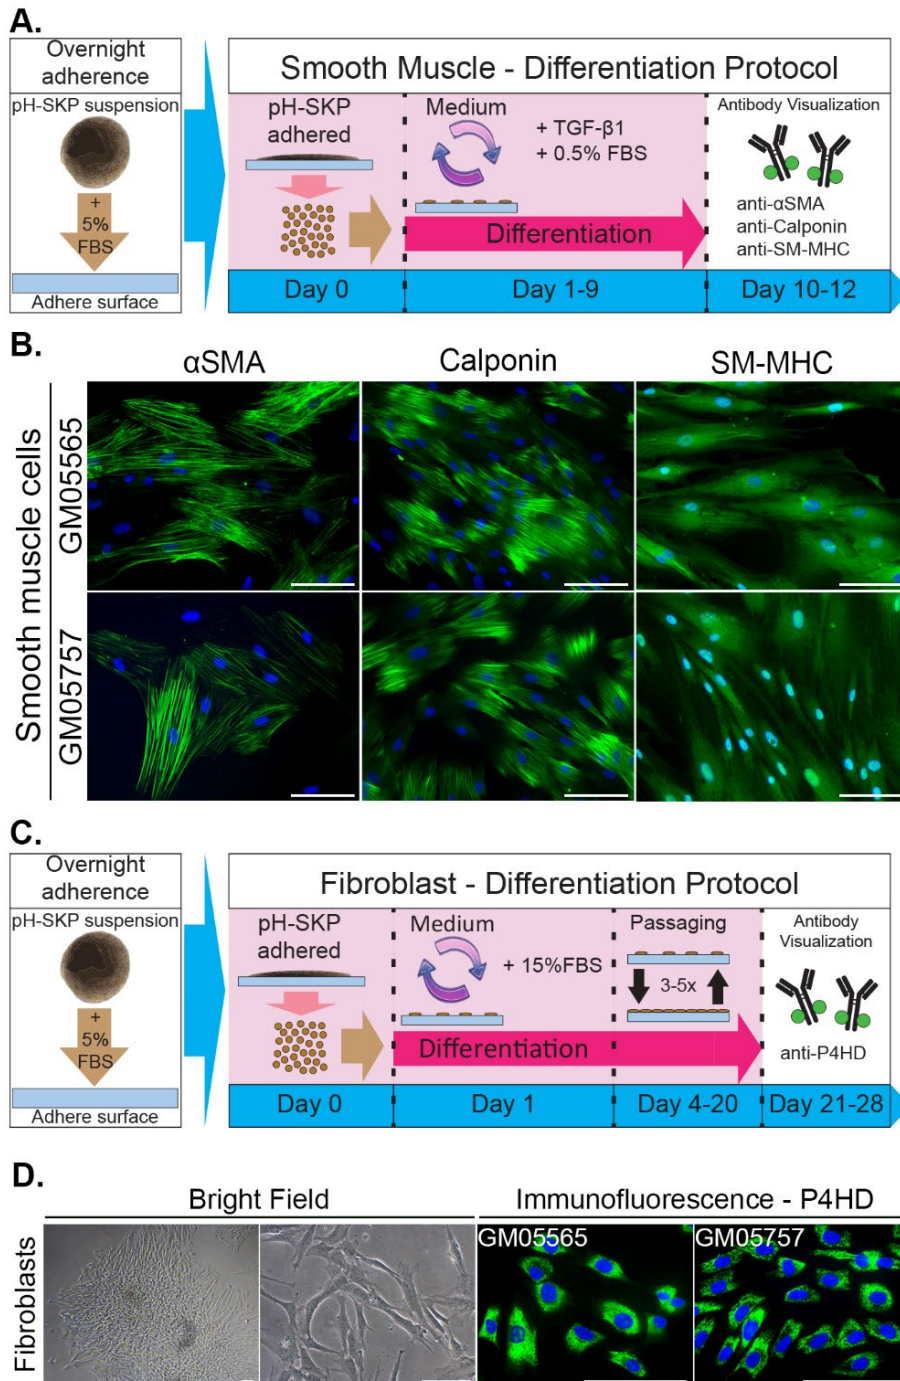 A.
Overnight
adherence
pH-SKP suspension
+
5%
FBS
Adhere surface
Smooth Muscle - Differentiation Protocol
pH-SKP
adhered
Medium
+ TGF-β1
+ 0.5% FBS
Differentiation
Antibody Visualization
anti-αSMA
anti-Calponin
anti-SM-MHC
Day 0
Day 1-9
Day 10-12
B.
αSMA
Calponin
SM-MHC
Smooth muscle cells
GM05565
GM05757
C.
Overnight
adherence
pH-SKP suspension
+
5%
FBS
Adhere surface
Fibroblast - Differentiation Protocol
pH-SKP
adhered
Medium
+ 15%FBS
Differentiation
Passaging
3-5x
Antibody
Visualization
anti-P4HD
Day 0
Day 1
Day 4-20
Day 21-28
D.
Bright Field
Immunofluorescence - P4HD
Fibroblasts
GM05565
GM05757